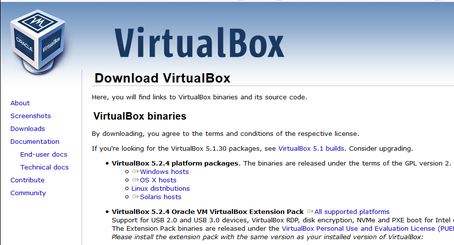 VirtualBox
Download VirtualBox
Here, you will find links to VirtualBox binaries and its source code.
VirtualBox binaries
By downloading, you agree to the terms and conditions of the respective license.
If you're looking for the VirtualBox 5.1.30 packages, see VirtualBox 5.1 builds. Consider upgrading.
VirtualBox 5.2.4 platform packages. The binaries are released under the terms of the GPL version 2.
Windows hosts
OS X hosts
Linux distributions
Solaris hosts
VirtualBox 5.2.4 Oracle VM VirtualBox Extension Pack All supported platforms
Support for USB 2.0 and USB 3.0 devices, VirtualBox RDP, disk encryption, NVMe and PXE boot for Intel
The Extension Pack binaries are released under the VirtualBox Personal Use and Evaluation License (PUEL
Please install the extension pack with the same version as your installed version of VirtualBox:
About
Screenshots
Downloads
Documentation
End-user docs
Technical docs
Contribute
Community
ORACLE
VirtualBox